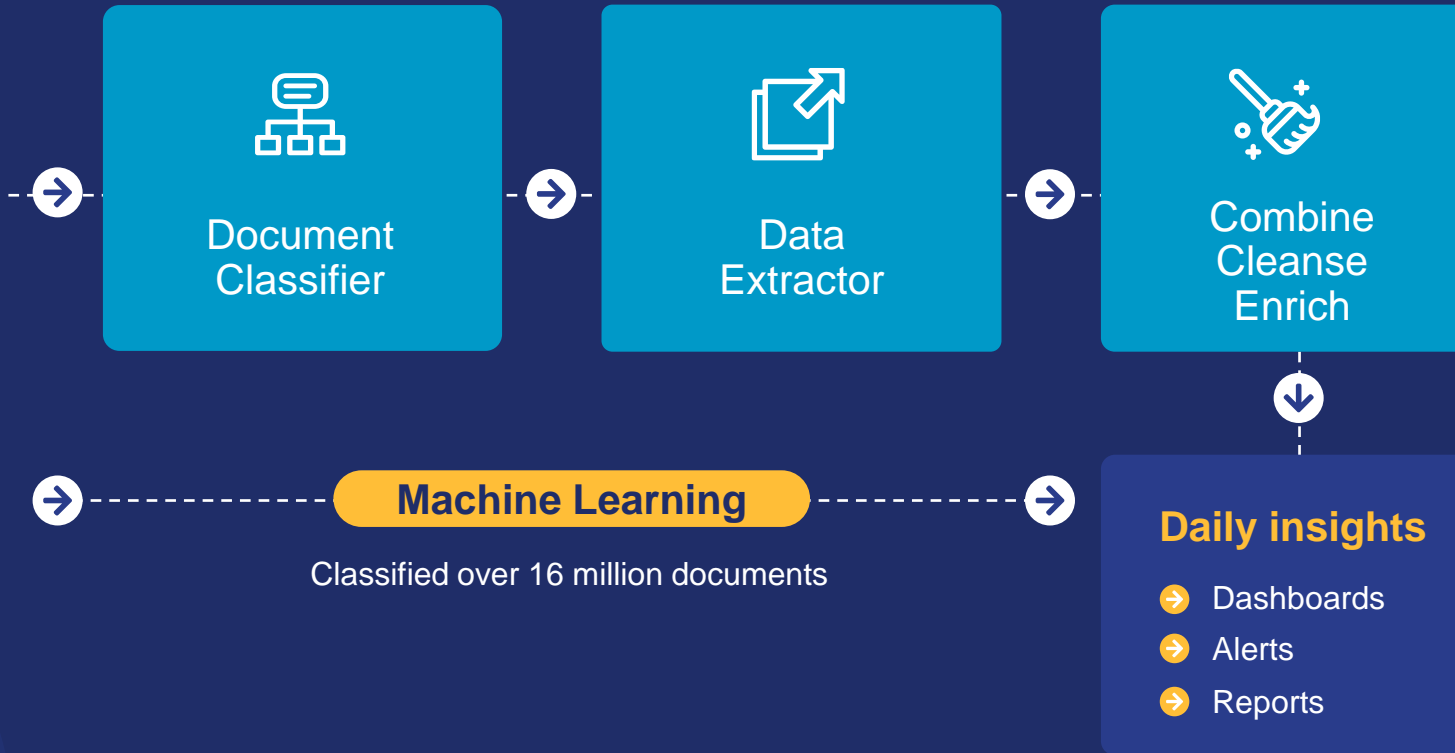 Document
Classifier
Data
Extractor
Combine
Cleanse
Enrich
Machine Learning
Classified over 16 million documents
Daily insights
Dashboards
Alerts
Reports